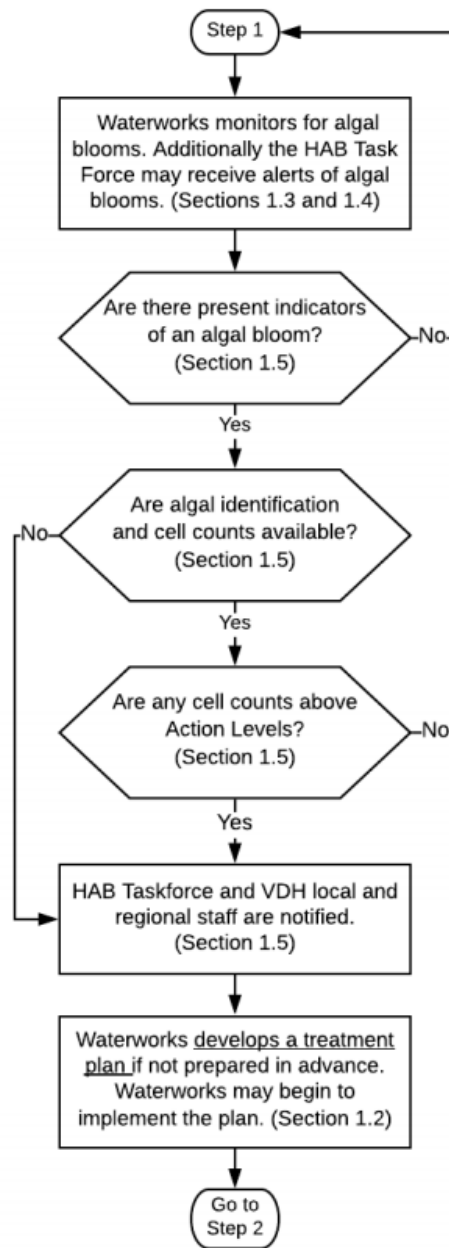 Step 1
Waterworks monitors for algal
blooms. Additionally the HAB Task
Force may receive alerts of algal
blooms. (Sections 1.3 and 1.4)
Are there present indicators
of an algal bloom?
(Section 1.5)
No
Yes
Are algal identification
and cell counts available?
(Section 1.5)
No
Yes
Are any cell counts above
Action Levels?
(Section 1.5)
No
Yes
HAB Taskforce and VDH local and
regional staff are notified.
(Section 1.5)
Waterworks develops a treatment
plan if not prepared in advance.
Waterworks may begin to
implement the plan. (Section 1.2)
Go to
Step 2